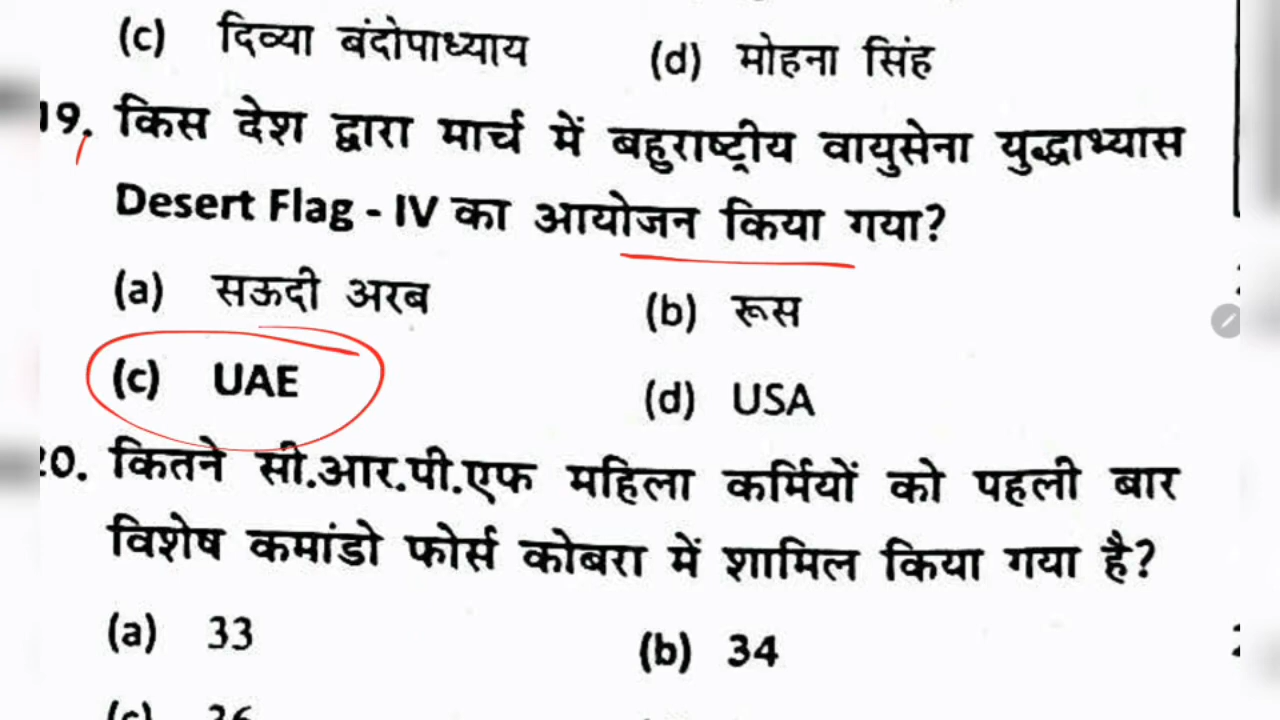 (c) दिव्या बंदोपाध्याय (d) मोहना सिंह
19. किस देश द्वारा मार्च में बहुराष्ट्रीय वायुसेना युद्धाभ्यास
Desert Flag - IV का आयोजन किया गया?
(a) सऊदी अरब (b) रूस
(c) UAE (d) USA
20. कितने सी.आर.पी.एफ महिला कर्मियों को पहली बार
विशेष कमांडो फोर्स कोबरा में शामिल किया गया है?
(a) 33 (b) 34